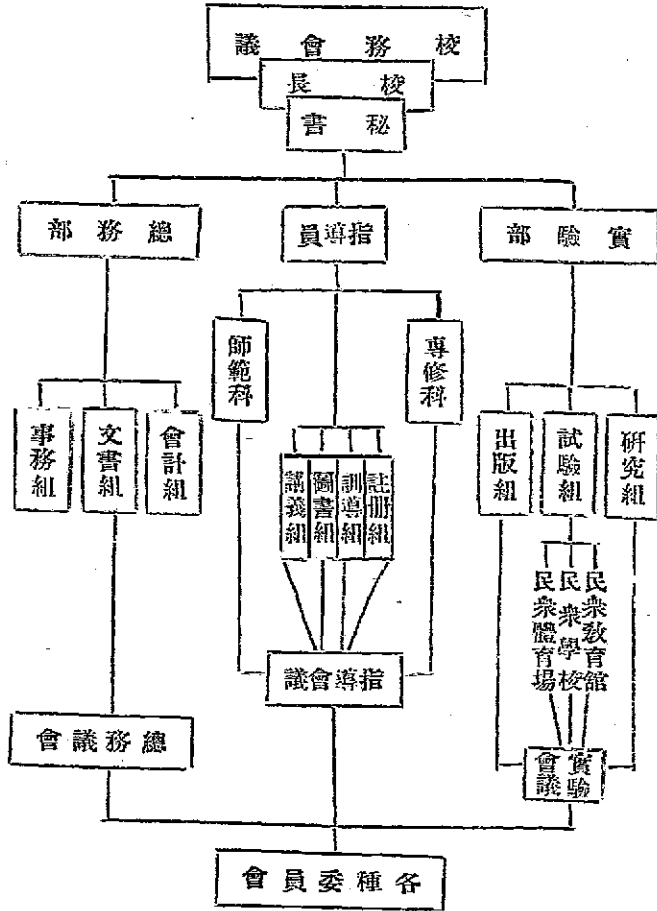 校務會議
校長
秘書
實驗部
指導員
總務部
專修科
師範科
研究組
試驗組
出版組
會計組
文書組
事務組
註冊組
訓導組
圖書組
講義組
民衆教育舘
民衆學校
民衆體育場
指導會議
總務議會
實驗
會議
各種委員會